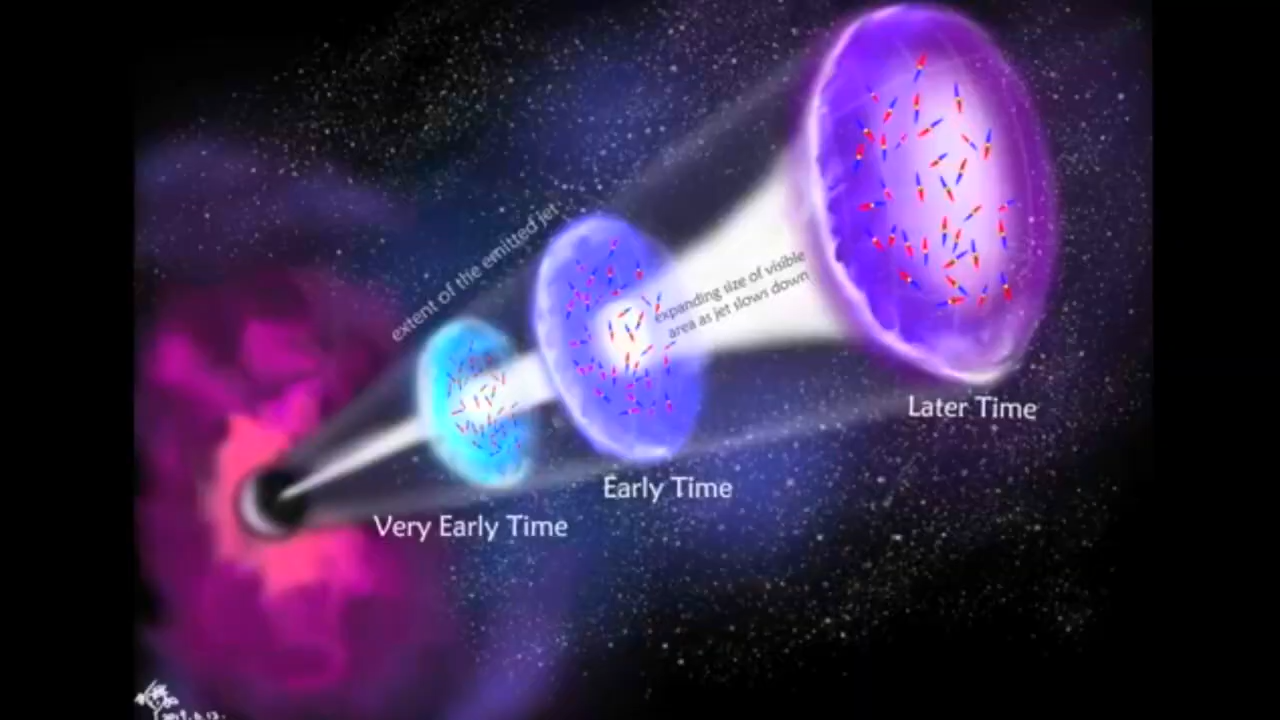 extent of the emitted jet
expanding size of visible
area as jet slows down
Later Time
Early Time
Very Early Time